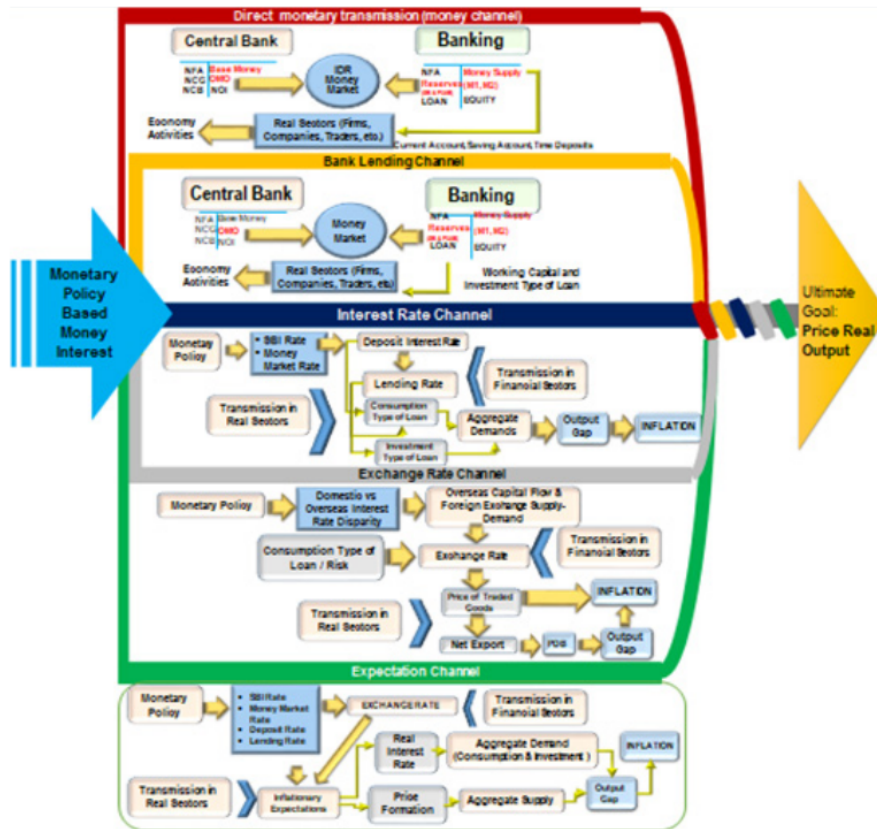 Direct monetary transmission (money channel)
Central Bank
Banking
NFA
NCG
NCB
Base Money
OMO
NOI
IDR
Money
Market
NFA
Reserves
LOAN
Money Supply
(M1, M2)
EQUITY
Economy
Activities
Real Sectors (Firms,
Companies, Traders, etc.)
Current Account, Saving Account, Time Deposits
Bank Lending Channel
Central Bank
Banking
NFA
NCG
NCB
Base Money
OMO
NOI
Money
Market
NFA
Reserves
LOAN
Money Supply
(M1, M2)
EQUITY
Economy
Activities
Real Sectors (Firms,
Companies, Traders, etc)
Working Capital and
Investment Type of Loan
Monetary
Policy
Based
Money
Interest
Ultimate
Goal:
Price Real
Output
Interest Rate Channel
Monetay
Policy
• SBI Rate
• Money
Market Rate
Deposit Interest Rate
Lending Rate
Transmission in
Financial Sectors
Transmission in
Real Sectors
Consumption
Type of Loan
Investment
Type of Loan
Aggregate
Demands
Output
Gap
INFLATION
Exchange Rate Channel
Monetary Policy
Domestic vs
Overseas Interest
Rate Disparity
Overseas Capital Flow &
Foreign Exchange Supply-
Demand
Consumption Type of
Loan / Risk
Exchange Rate
Transmission in
Financial Sectors
Price of Traded
Goods
INFLATION
Transmission in
Real Sectors
Net Export
PDB
Output
Gap
Expectation Channel
Monetary
Policy
• SBI Rate
• Money Market
Rate
• Deposit Rate
• Lending Rate
EXCHANGE RATE
Transmission in
Financial Sectors
Real
Interest
Rate
Aggregate Demand
(Consumption & Investment )
INFLATION
Transmission in
Real Sectors
Inflationary
Expectations
Price
Formation
Aggregate Supply
Output
Gap